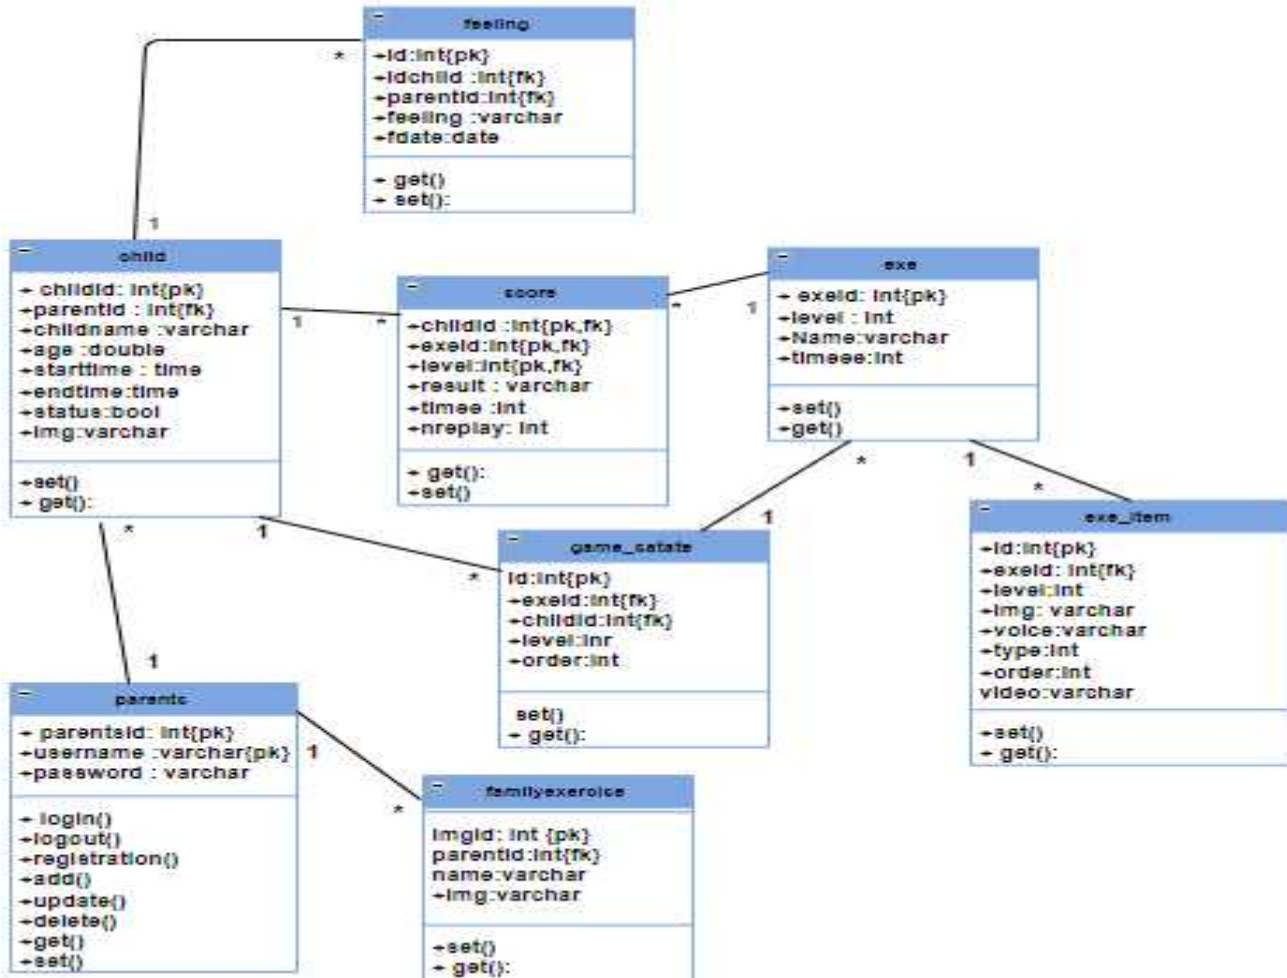 feeling
+id:int{pk}
+idchild :int{fk}
+parentid:int{fk}
+feeling :varchar
+fdate:date
+ get()
+ set():
*
1
child
+ childid: int{pk}
+parentid : int{fk}
+childname :varchar
+age :double
+starttime : time
+endtime:time
+status:bool
+img:varchar
+set()
+ get():
1
*
score
+childid :int{pk,fk}
+exeid:int{pk,fk}
+level:int{pk,fk}
+result : varchar
+timee :int
+nreplay: int
+ get():
+set()
*
1
exe
+ exeid: int{pk}
+level : int
+Name:varchar
+timeee:int
+set()
+get()
*
1
1
*
exe_item
+id:int{pk}
+exeid: int{fk}
+level:int
+img: varchar
+voice:varchar
+type:int
+order:int
video:varchar
+set()
+ get():
1
*
game_satate
id:int{pk}
+exeid:int{fk}
+childid:int{fk}
+level:inr
+order:int
set()
+ get():
*
1
parents
+ parentsid: int{pk}
+username :varchar{pk}
+password : varchar
+ login()
+logout()
+registration()
+add()
+update()
+delete()
+get()
+set()
1
*
familyexercise
imgid: int {pk}
parentid:int{fk}
name:varchar
+img:varchar
+set()
+ get():